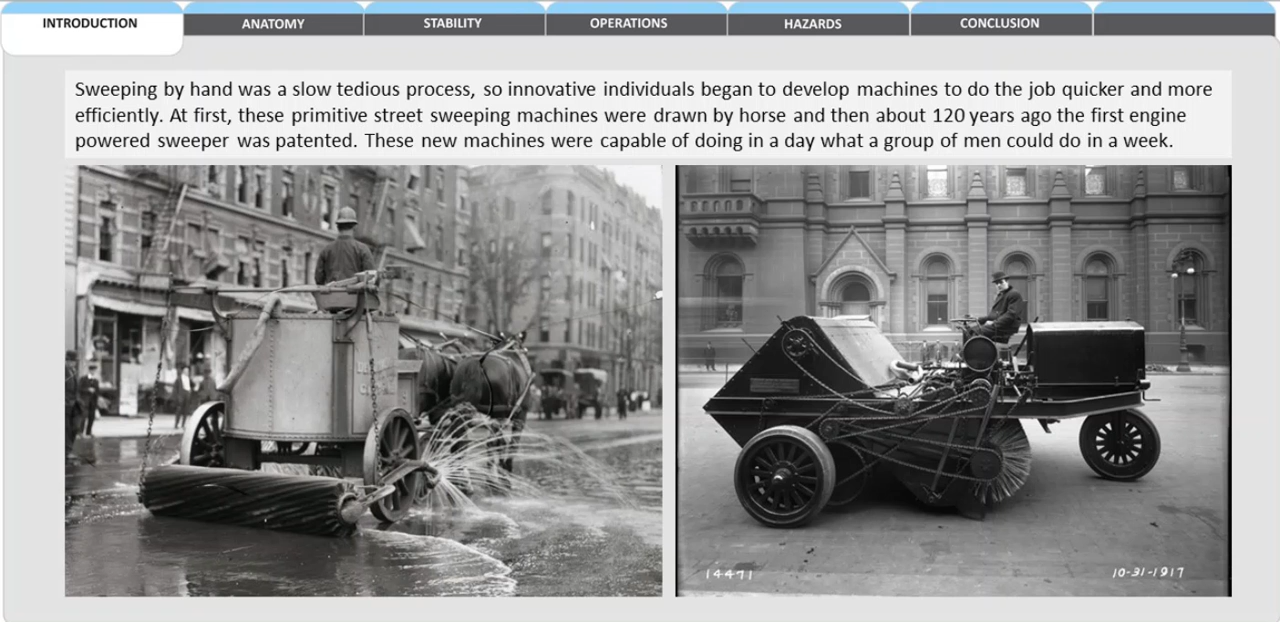 INTRODUCTION
ANATOMY
STABILITY
OPERATIONS
HAZARDS
CONCLUSION
Sweeping by hand was a slow tedious process, so innovative individuals began to develop machines to do the job quicker and more
efficiently. At first, these primitive street sweeping machines were drawn by horse and then about 120 years ago the first engine
powered sweeper was patented. These new machines were capable of doing in a day what a group of men could do in a week.
14471
10-31-1917